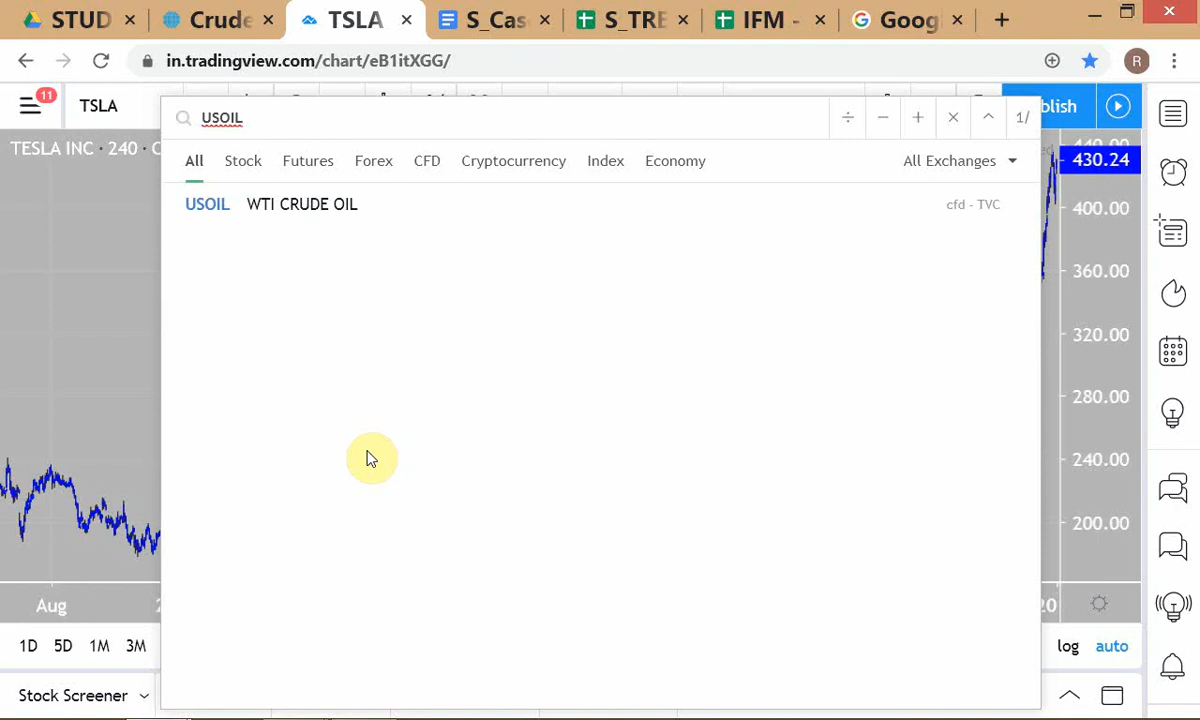 STUD Crude TSLA S_Cas S_TRE IFM - Goog
in.tradingview.com/chart/eB1itXGG/ R
11 TSLA blish
USOIL 1/
TESLA INC · 240 · C 430.24
All Stock Futures Forex CFD Cryptocurrency Index Economy All Exchanges
USOIL WTI CRUDE OIL cfd - TVC
400.00
360.00
320.00
280.00
240.00
200.00
Aug 20
1D 5D 1M 3M log auto
Stock Screener